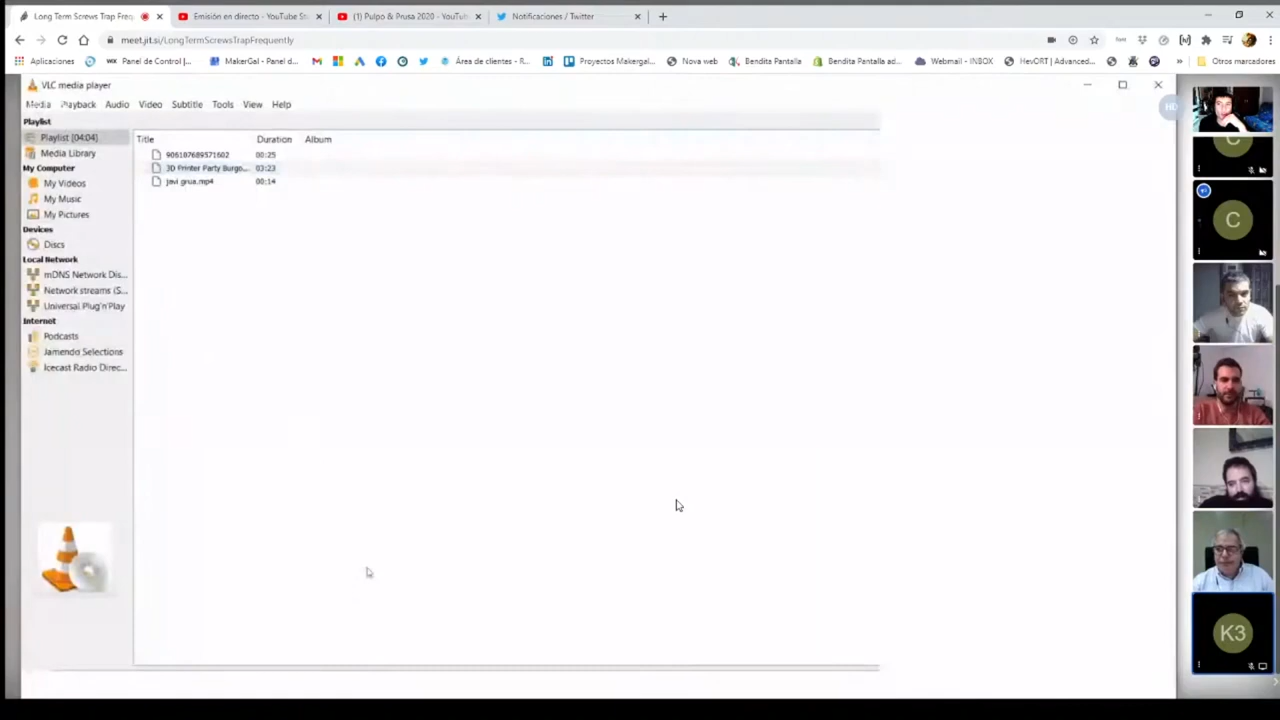 Long Term Screws Trap Freq
Emisión en directo - YouTube St
(1) Pulpo & Prusa 2020 - YouTu
Notificaciones / Twitter
meet.jit.si/LongTermScrewsTrapFrequently
Aplicaciones
Panel de Control |...
MakerGal - Panel d...
Área de clientes - R...
Proyectos Makergal...
Nova web
Bendita Pantalla
Bendita Pantalla ad...
Webmail - INBOX
HevORT | Advanced...
»
Otros marcadores
VLC media player
Media Playback Audio Video Subtitle Tools View Help
HD
Playlist
Playlist [04:04]
Title Duration Album
Media Library
906107689571602 00:25
My Computer
3D Printer Party Burgo... 03:23
My Videos
javi grua.mp4 00:14
My Music
My Pictures
Devices
Discs
Local Network
mDNS Network Dis...
Network streams (S...
Universal Plug'n'Play
Internet
Podcasts
Jamendo Selections
Icecast Radio Direc...
C
C
K3